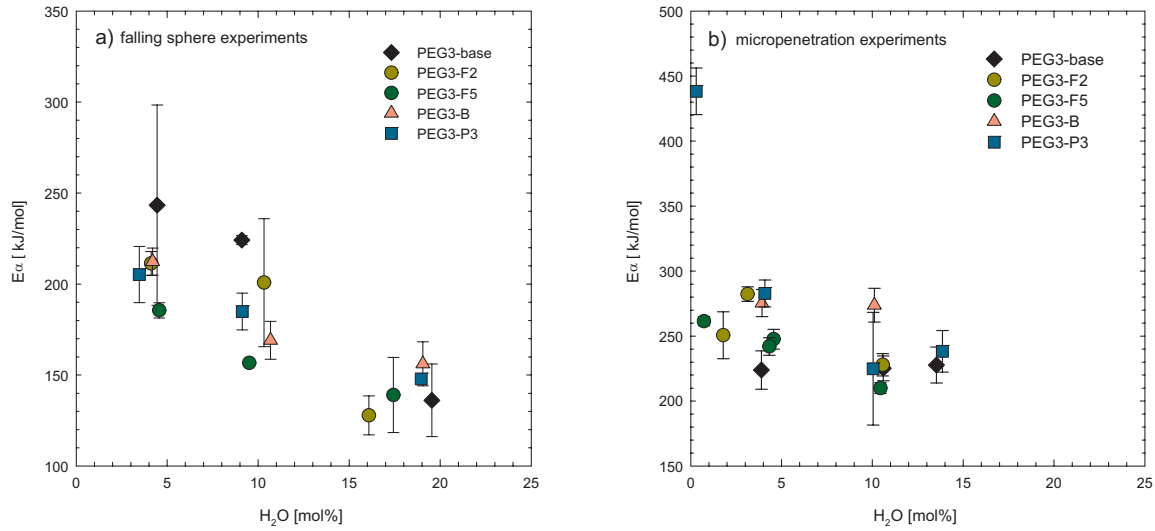 a) falling sphere experiments
PEG3-base
PEG3-F2
PEG3-F5
PEG3-B
PEG3-P3
350
300
250
200
150
100
Eα [ kJ/mol]
0 5 10 15 20 25
H2O [mol%]
b) micropenetration experiments
PEG3-base
PEG3-F2
PEG3-F5
PEG3-B
PEG3-P3
500
450
400
350
300
250
200
150
Eα [ kJ/mol]
0 5 10 15 20 25
H2O [mol%]